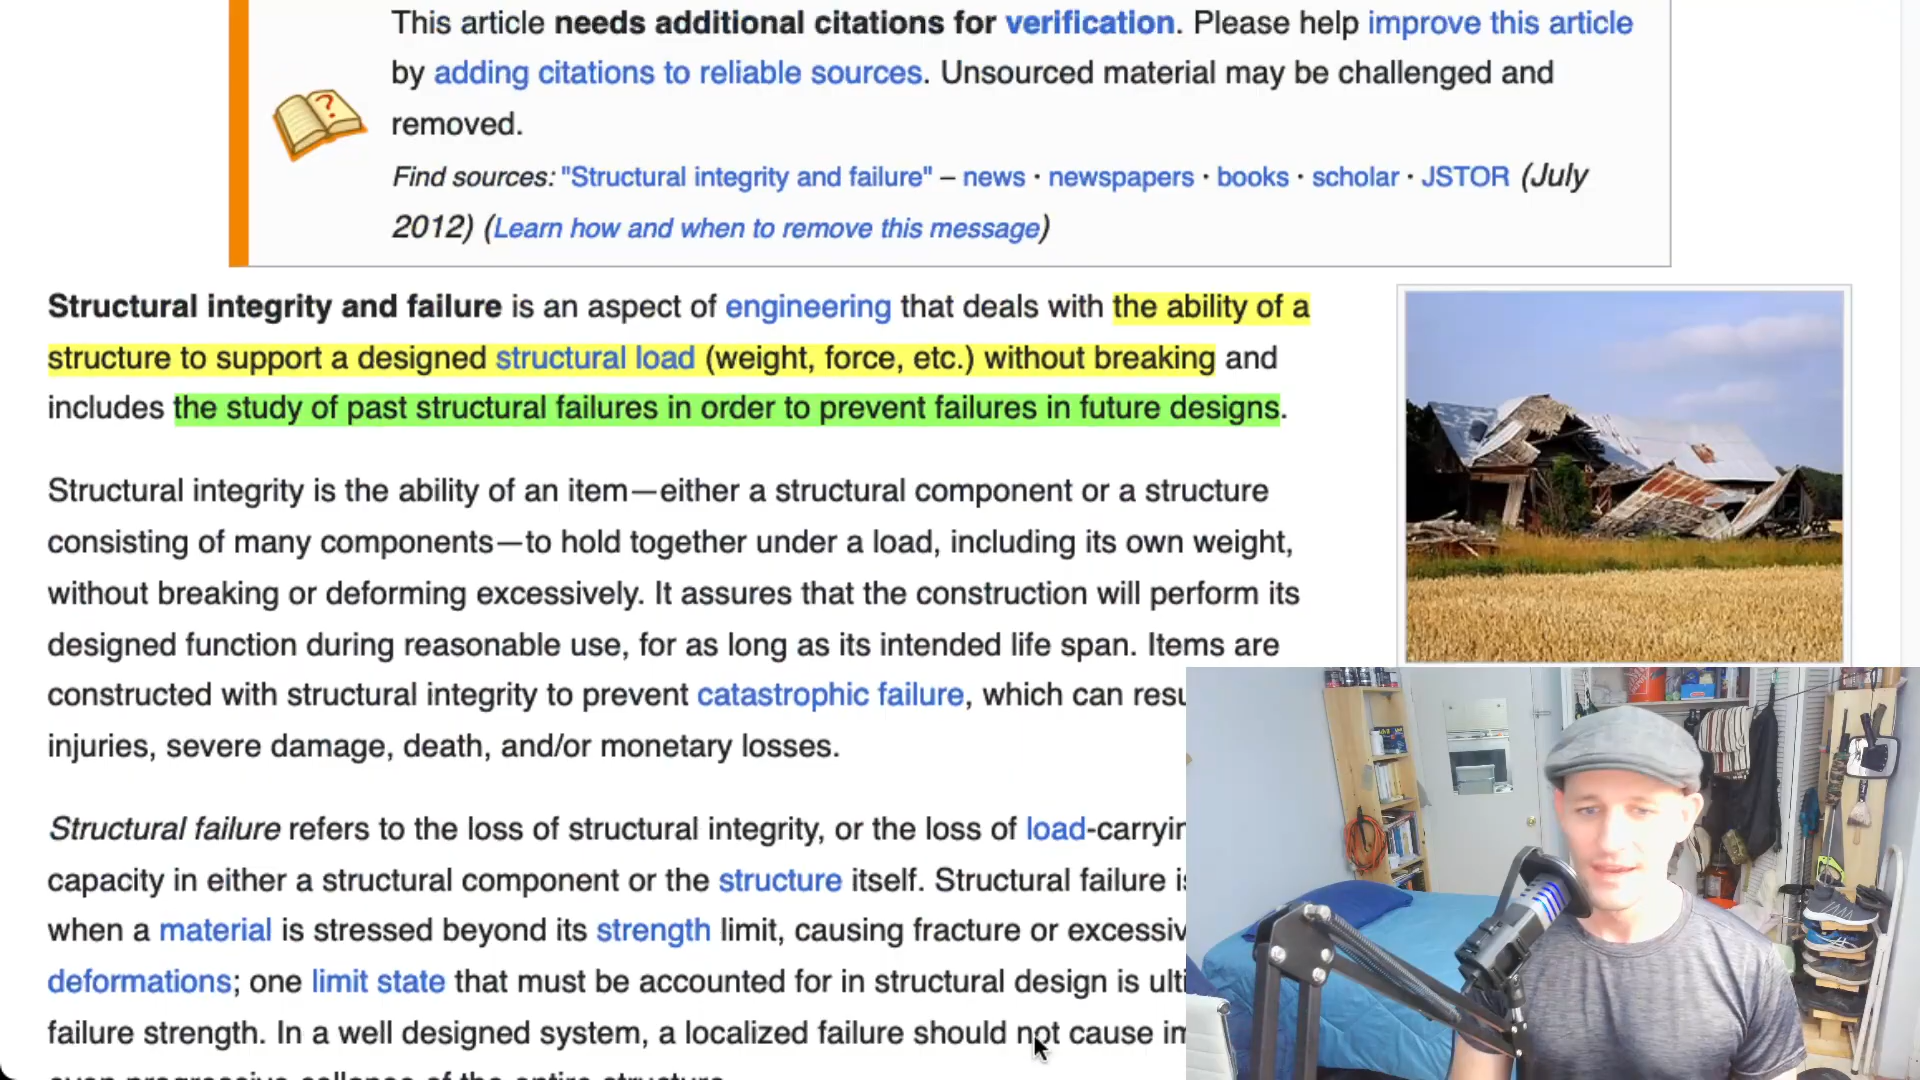 This article needs additional citations for verification. Please help improve this article
by adding citations to reliable sources. Unsourced material may be challenged and
removed.
Find sources: "Structural integrity and failure" – news · newspapers · books · scholar · JSTOR (July
2012) (Learn how and when to remove this message)
Structural integrity and failure is an aspect of engineering that deals with the ability of a
structure to support a designed structural load (weight, force, etc.) without breaking and
includes the study of past structural failures in order to prevent failures in future designs.
Structural integrity is the ability of an item—either a structural component or a structure
consisting of many components—to hold together under a load, including its own weight,
without breaking or deforming excessively. It assures that the construction will perform its
designed function during reasonable use, for as long as its intended life span. Items are
constructed with structural integrity to prevent catastrophic failure, which can resu
injuries, severe damage, death, and/or monetary losses.
Structural failure refers to the loss of structural integrity, or the loss of load-carryin
capacity in either a structural component or the structure itself. Structural failure is
when a material is stressed beyond its strength limit, causing fracture or excessiv
deformations; one limit state that must be accounted for in structural design is ulti
failure strength. In a well designed system, a localized failure should not cause im
even progressive collapse of the entire structure.